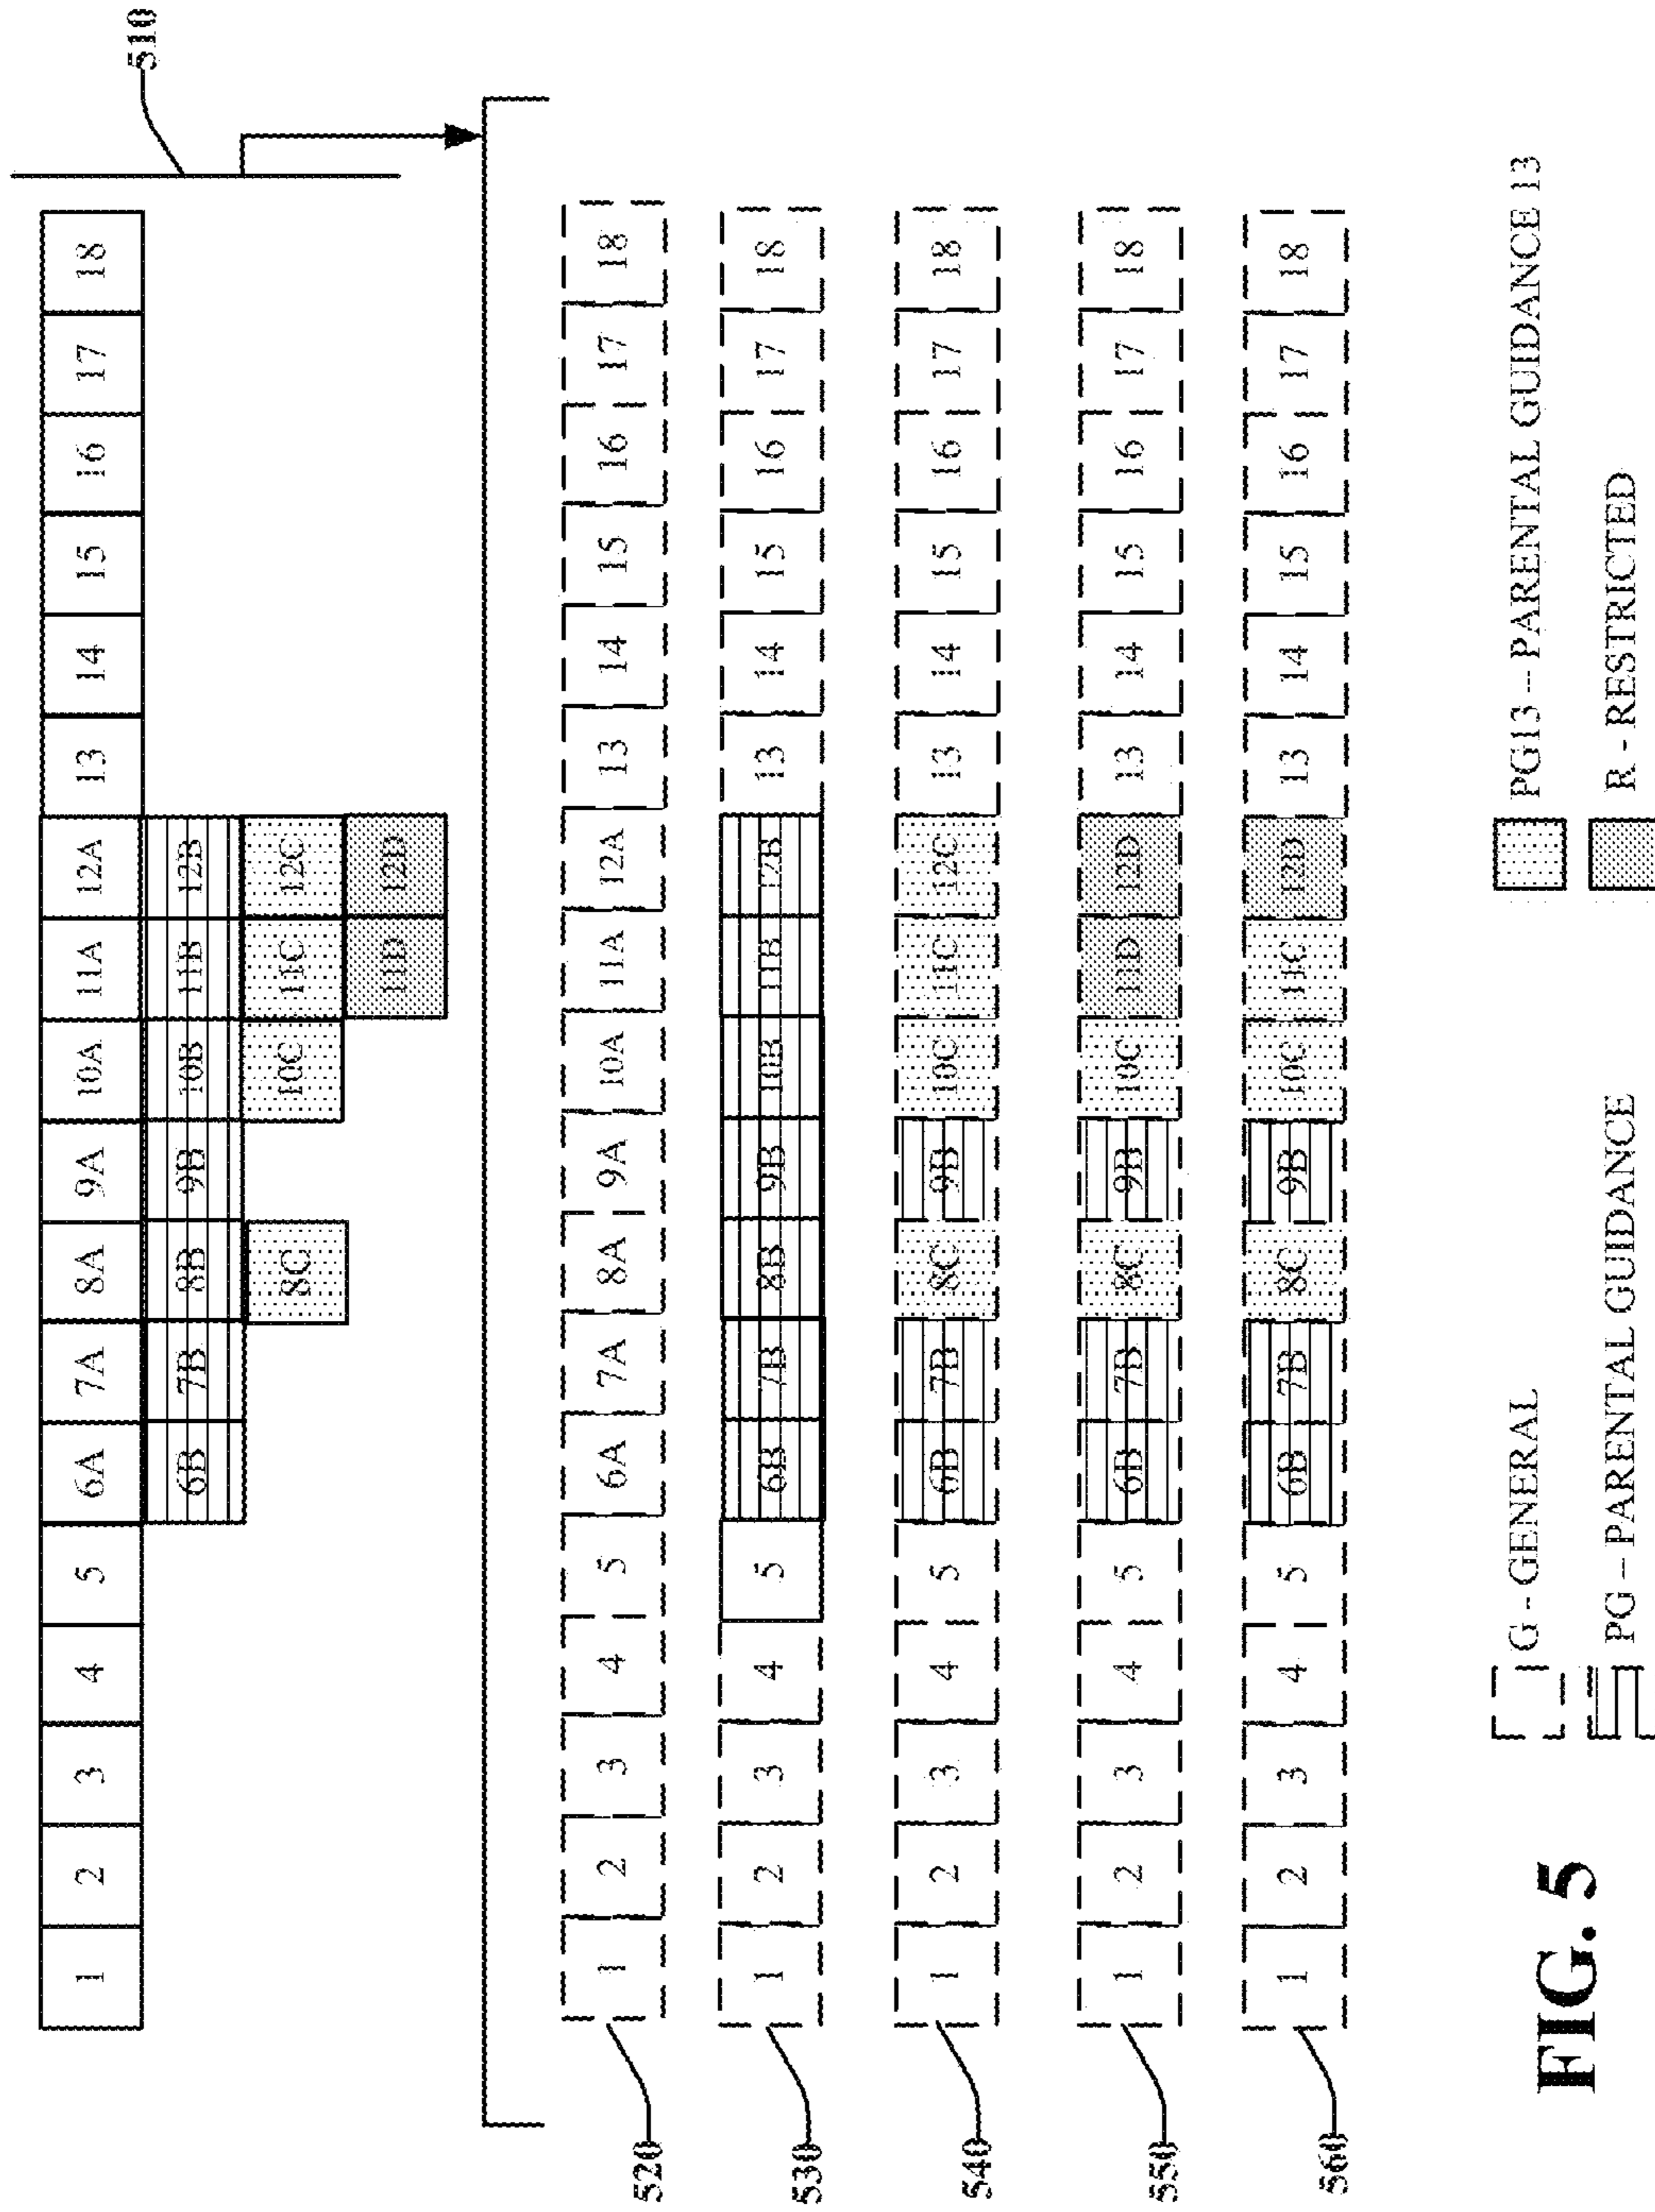 510
1 2 3 4 5 6A 7A 8A 9A 10A 11A 12A 13 14 15 16 17 18
6B 7B 8B 9B 10B 11B 12B
8C 10C 11C 12C
11D 12D
520 1 2 3 4 5 6A 7A 8A 9A 10A 11A 12A 13 14 15 16 17 18
530 1 2 3 4 5 6B 7B 8B 9B 10B 11B 12B 13 14 15 16 17 18
540 1 2 3 4 5 6B 7B 8C 9B 10C 11C 12C 13 14 15 16 17 18
550 1 2 3 4 5 6B 7B 8C 9B 10C 11D 12D 13 14 15 16 17 18
560 1 2 3 4 5 6B 7B 8C 9B 10C 11C 12D 13 14 15 16 17 18
FIG. 5
G - GENERAL
PG – PARENTAL GUIDANCE
PG13 – PARENTAL GUIDANCE 13
R - RESTRICTED